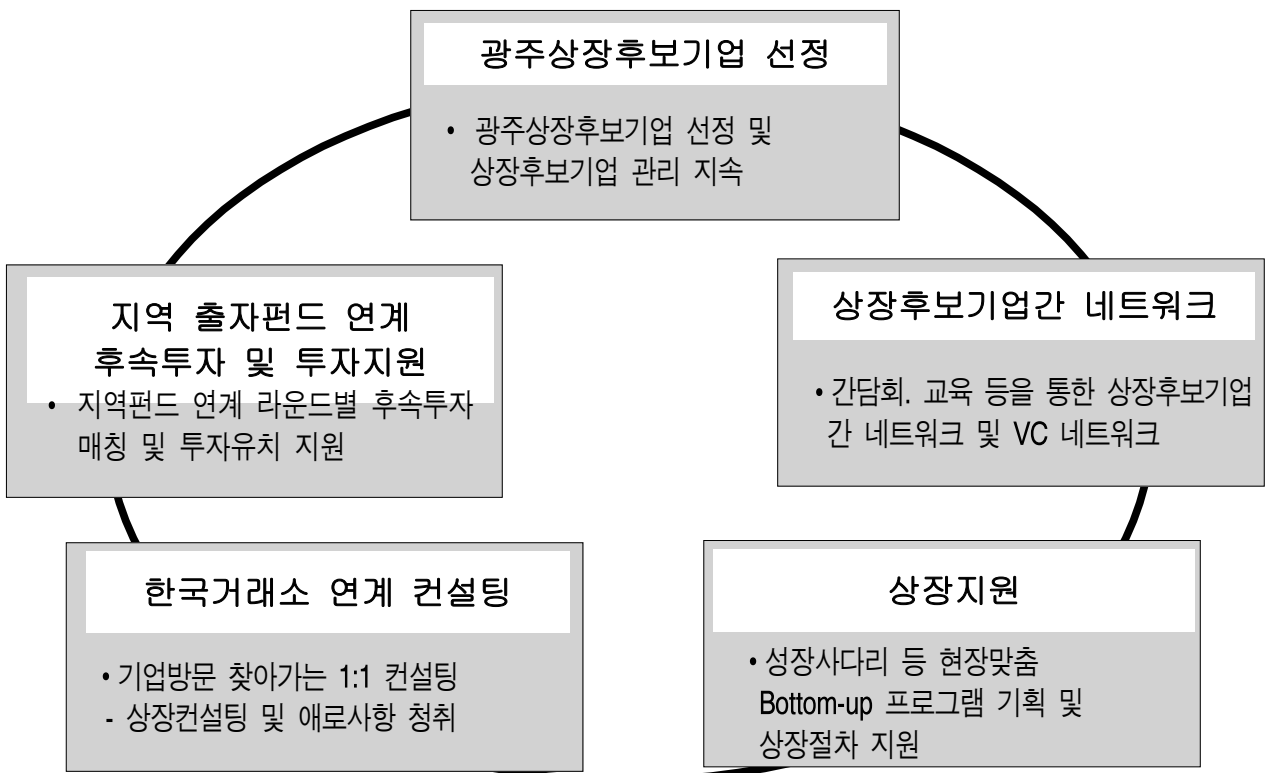 광주상장후보기업 선정
• 광주상장후보기업 선정 및
상장후보기업 관리 지속
지역 출자펀드 연계
후속투자 및 투자지원
• 지역펀드 연계 라운드별 후속투자
매칭 및 투자유치 지원
상장후보기업간 네트워크
• 간담회. 교육 등을 통한 상장후보기업
간 네트워크 및 VC 네트워크
한국거래소 연계 컨설팅
• 기업방문 찾아가는 1:1 컨설팅
- 상장컨설팅 및 애로사항 청취
상장지원
• 성장사다리 등 현장맞춤
Bottom-up 프로그램 기획 및
상장절차 지원